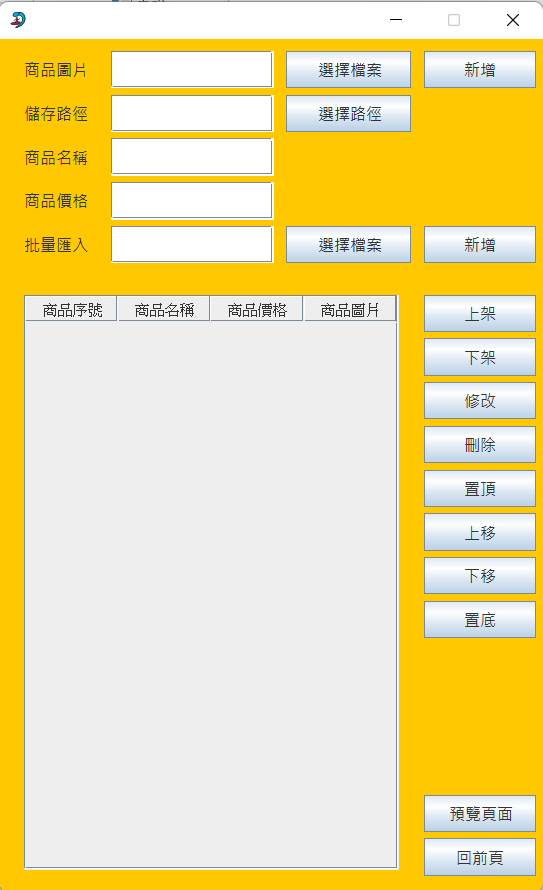 商品圖片 選擇檔案 新增
儲存路徑 選擇路徑
商品名稱
商品價格
批量匯入 選擇檔案 新增
商品序號 商品名稱 商品價格 商品圖片
上架
下架
修改
刪除
置頂
上移
下移
置底
預覽頁面
回前頁